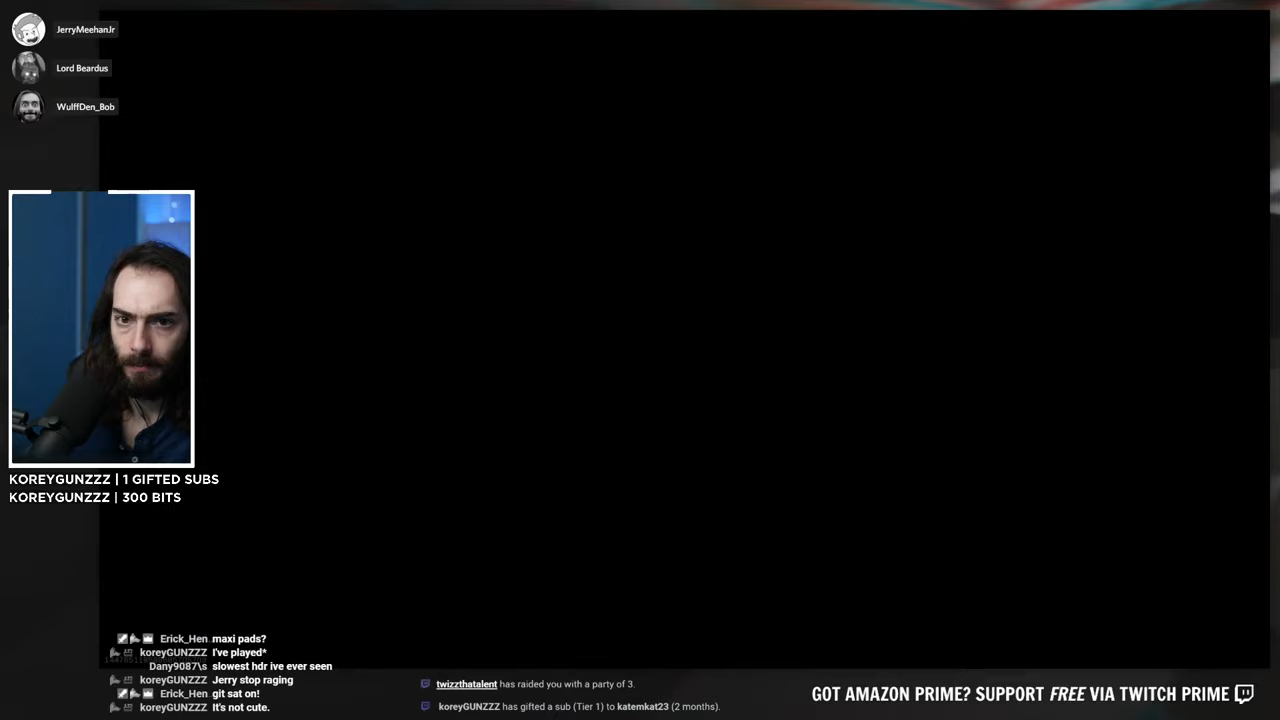 JerryMeehanJr
Lord Beardus
WulffDen_Bob
KOREYGUNZZZ | 1 GIFTED SUBS
KOREYGUNZZZ | 300 BITS
Erick_Hen maxi pads?
koreyGUNZZZ I've played*
Dany9087\s slowest hdr ive ever seen
koreyGUNZZZ Jerry stop raging
Erick_Hen git sat on!
koreyGUNZZZ It's not cute.
twizzthatalent has raided you with a party of 3.
koreyGUNZZZ has gifted a sub (Tier 1) to katemkat23 (2 months).
GOT AMAZON PRIME? SUPPORT FREE VIA TWITCH PRIME